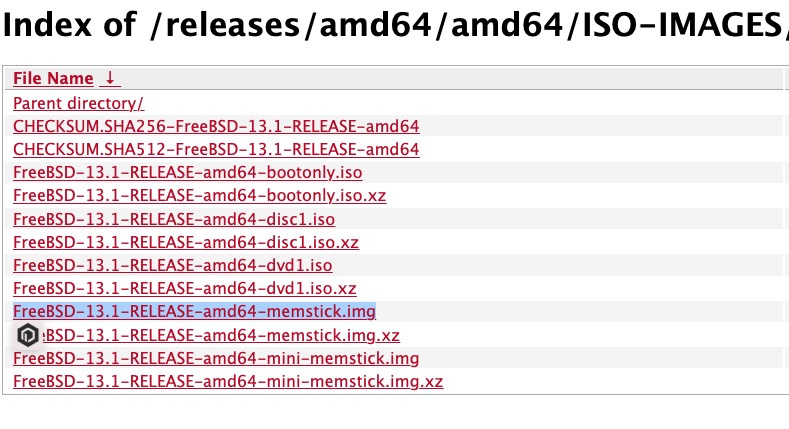 Index of /releases/amd64/amd64/ISO-IMAGES/
File Name ↓
Parent directory/
CHECKSUM.SHA256-FreeBSD-13.1-RELEASE-amd64
CHECKSUM.SHA512-FreeBSD-13.1-RELEASE-amd64
FreeBSD-13.1-RELEASE-amd64-bootonly.iso
FreeBSD-13.1-RELEASE-amd64-bootonly.iso.xz
FreeBSD-13.1-RELEASE-amd64-disc1.iso
FreeBSD-13.1-RELEASE-amd64-disc1.iso.xz
FreeBSD-13.1-RELEASE-amd64-dvd1.iso
FreeBSD-13.1-RELEASE-amd64-dvd1.iso.xz
FreeBSD-13.1-RELEASE-amd64-memstick.img
eBSD-13.1-RELEASE-amd64-memstick.img.xz
FreeBSD-13.1-RELEASE-amd64-mini-memstick.img
FreeBSD-13.1-RELEASE-amd64-mini-memstick.img.xz